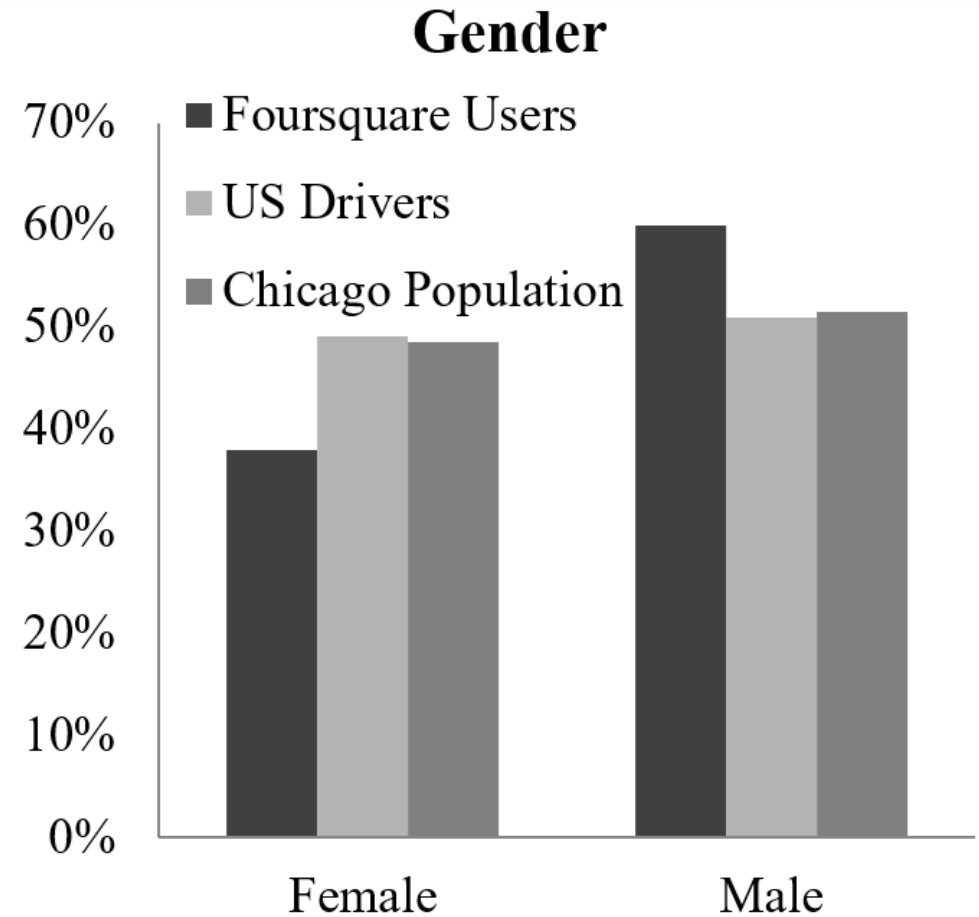 Gender
70%
Foursquare Users
60%
US Drivers
50%
Chicago Population
40%
30%
20%
10%
0%
Female Male